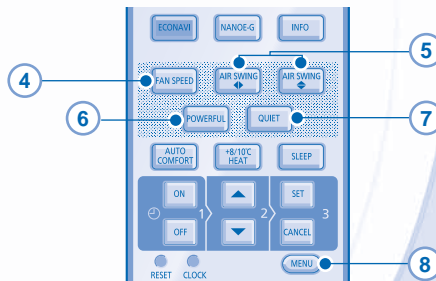 ECONAVI NANOE-G INFO
5
4 FAN SPEED AIR SWING AIR SWING
6 POWERFUL QUIET 7
AUTO COMFORT +8/10℃ HEAT SLEEP
ON SET
1 2 3
OFF CANCEL
MENU 8
RESET CLOCK